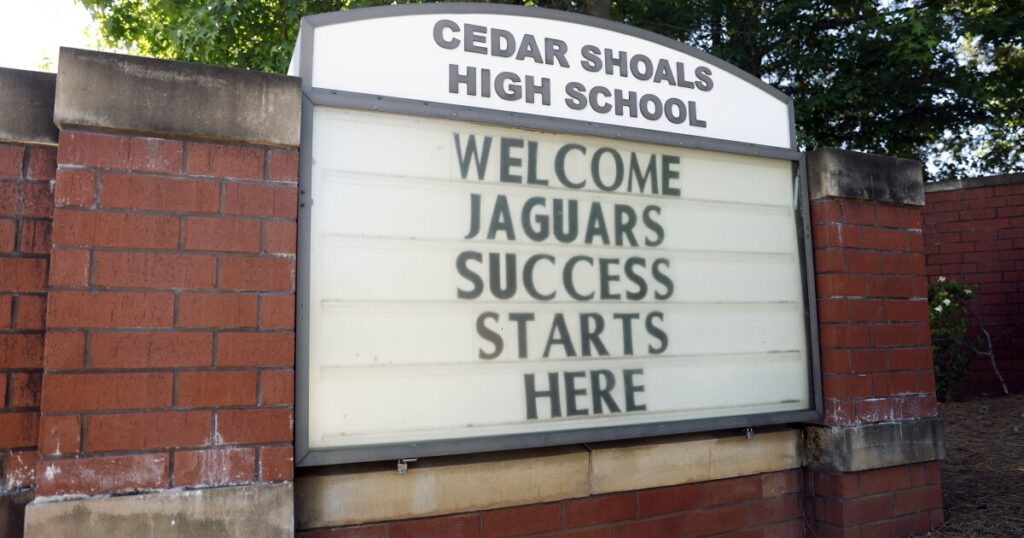 CEDAR SHOALS
HIGH SCHOOL
WELCOME
JAGUARS
SUCCESS
STARTS
HERE